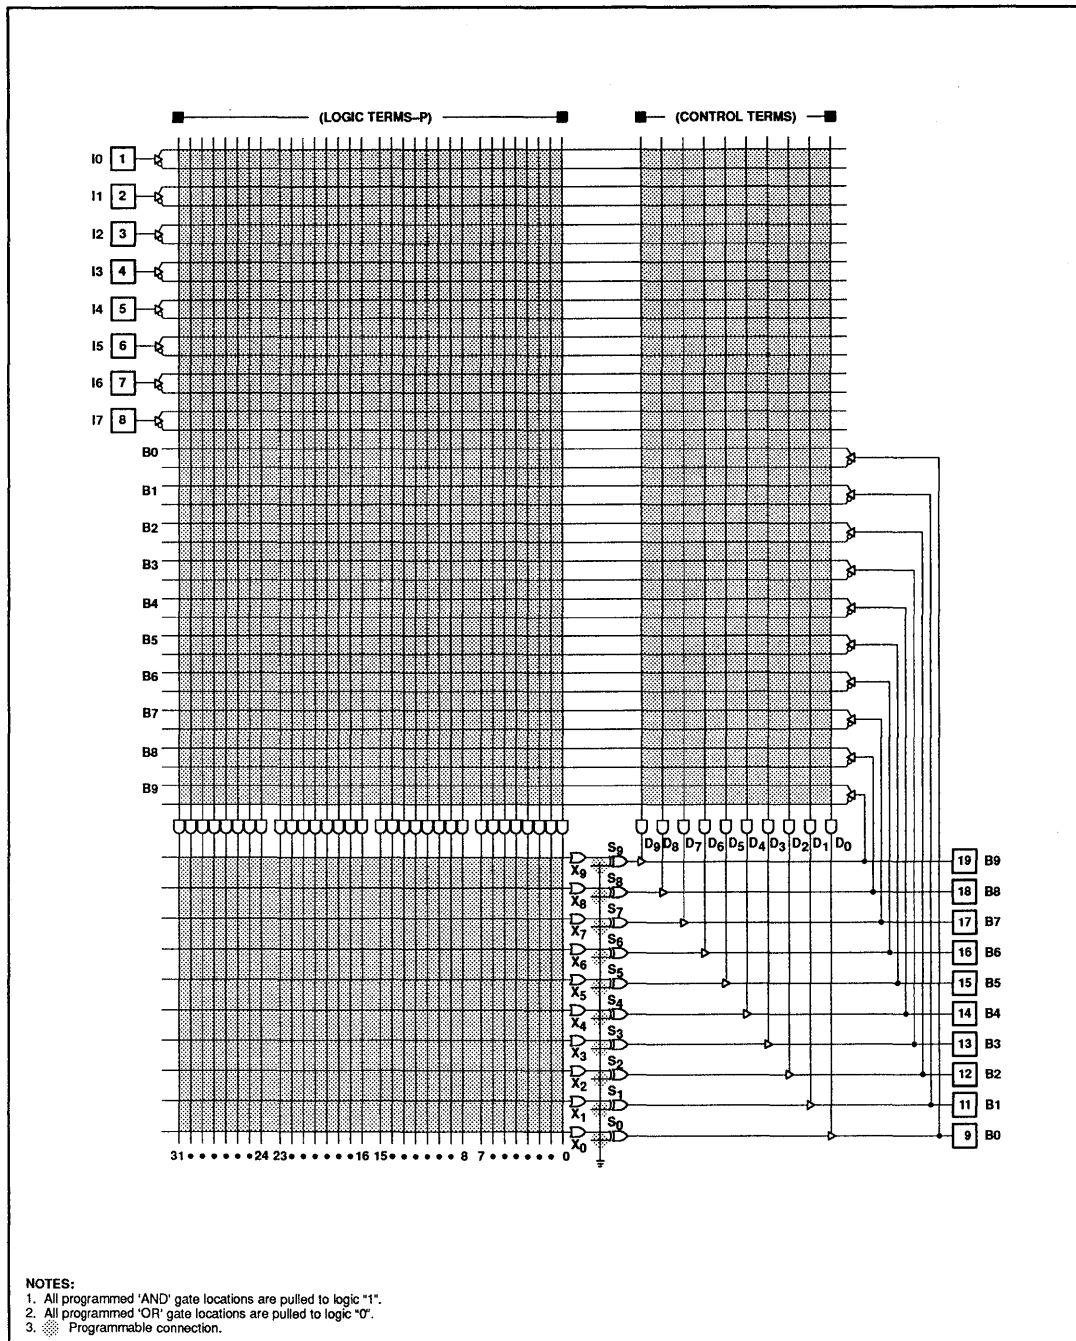 (LOGIC TERMS–P) (CONTROL TERMS)
I0 1
I1 2
I2 3
I3 4
I4 5
I5 6
I6 7
I7 8
B0
B1
B2
B3
B4
B5
B6
B7
B8
B9
D9 D8 D7 D6 D5 D4 D3 D2 D1 D0
X9 S9 19 B9
X8 S8 18 B8
X7 S7 17 B7
X6 S6 16 B6
X5 S5 15 B5
X4 S4 14 B4
X3 S3 13 B3
X2 S2 12 B2
X1 S1 11 B1
X0 S0 9 B0
31 24 23 16 15 8 7 0
NOTES:
1. All programmed 'AND' gate locations are pulled to logic "1".
2. All programmed 'OR' gate locations are pulled to logic "0".
3. Programmable connection.